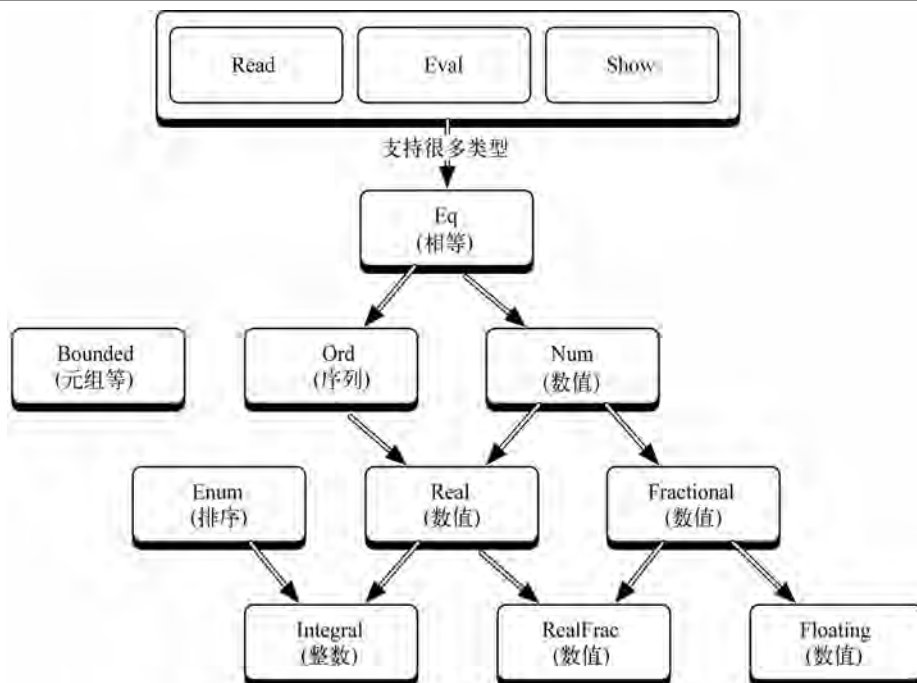 Read
Eval
Show
支持很多类型
Eq
(相等)
Bounded
(元组等)
Ord
(序列)
Num
(数值)
Enum
(排序)
Real
(数值)
Fractional
(数值)
Integral
(整数)
RealFrac
(数值)
Floating
(数值)